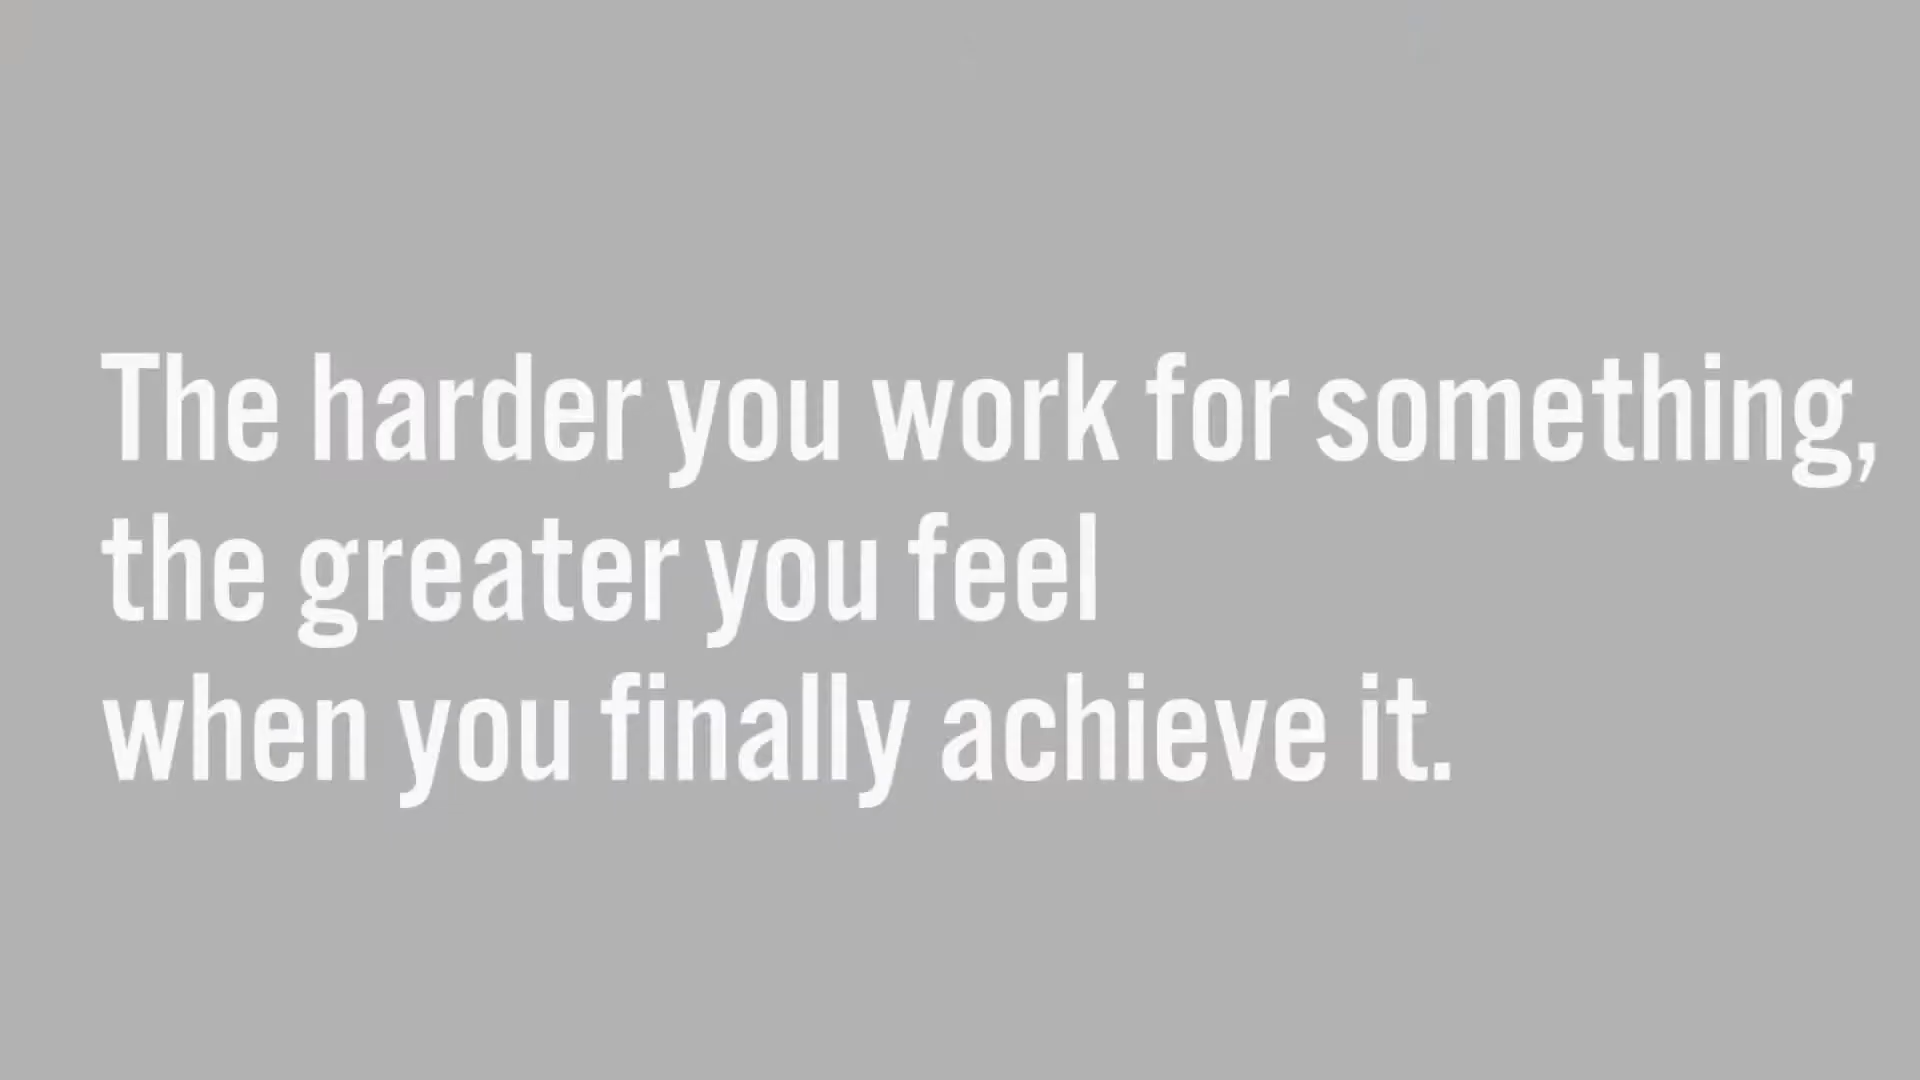 The harder you work for something,
the greater you feel
when you finally achieve it.